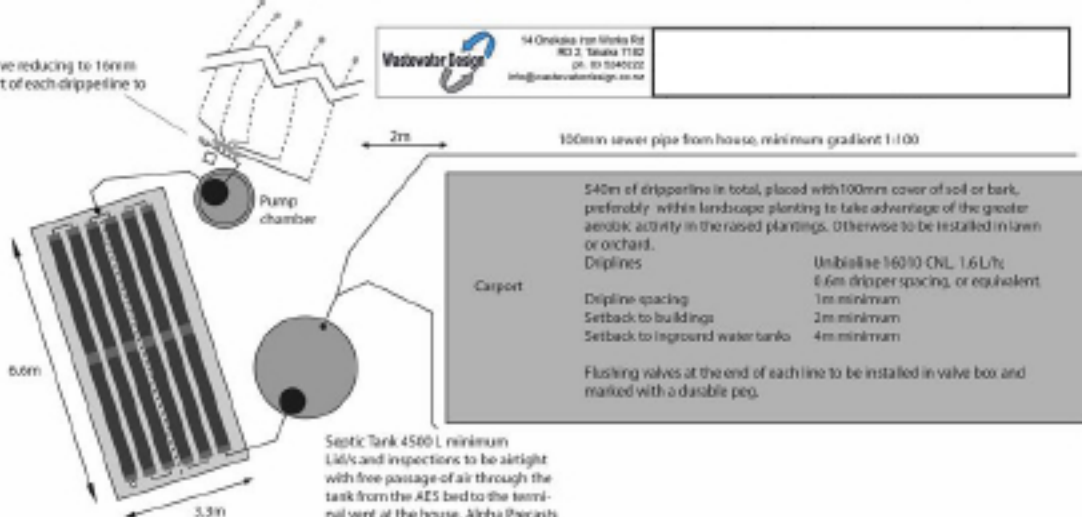 ve reducing to 16mm
rt of each dripperline to
Wastewater Design
14 Onekaka Iron Works Rd
RD 2, Takaka 7182
info@wastewaterdesign.co.nz
2m
100mm sewer pipe from house, minimum gradient 1:100
Pump
chamber
540m of dripperline in total, placed with100mm cover of soil or bark,
preferably within landscape planting to take advantage of the greater
aerobic activity in the raised plantings. Otherwise to be installed in lawn
or orchard.
Driplines Unibioline 16010 CNL, 1.6 L/h;
0.6m dripper spacing, or equivalent
Carport
Dripline spacing 1m minimum
Setback to buildings 2m minimum
Setback to inground water tanks 4m minimum
Flushing valves at the end of each line to be installed in valve box and
marked with a durable peg.
6.6m
3.3m
Septic Tank 4500 L minimum
Lid/s and inspections to be airtight
with free passage of air through the
tank from the AES bed to the termi-
nal vent at the house. Alpha Precasts